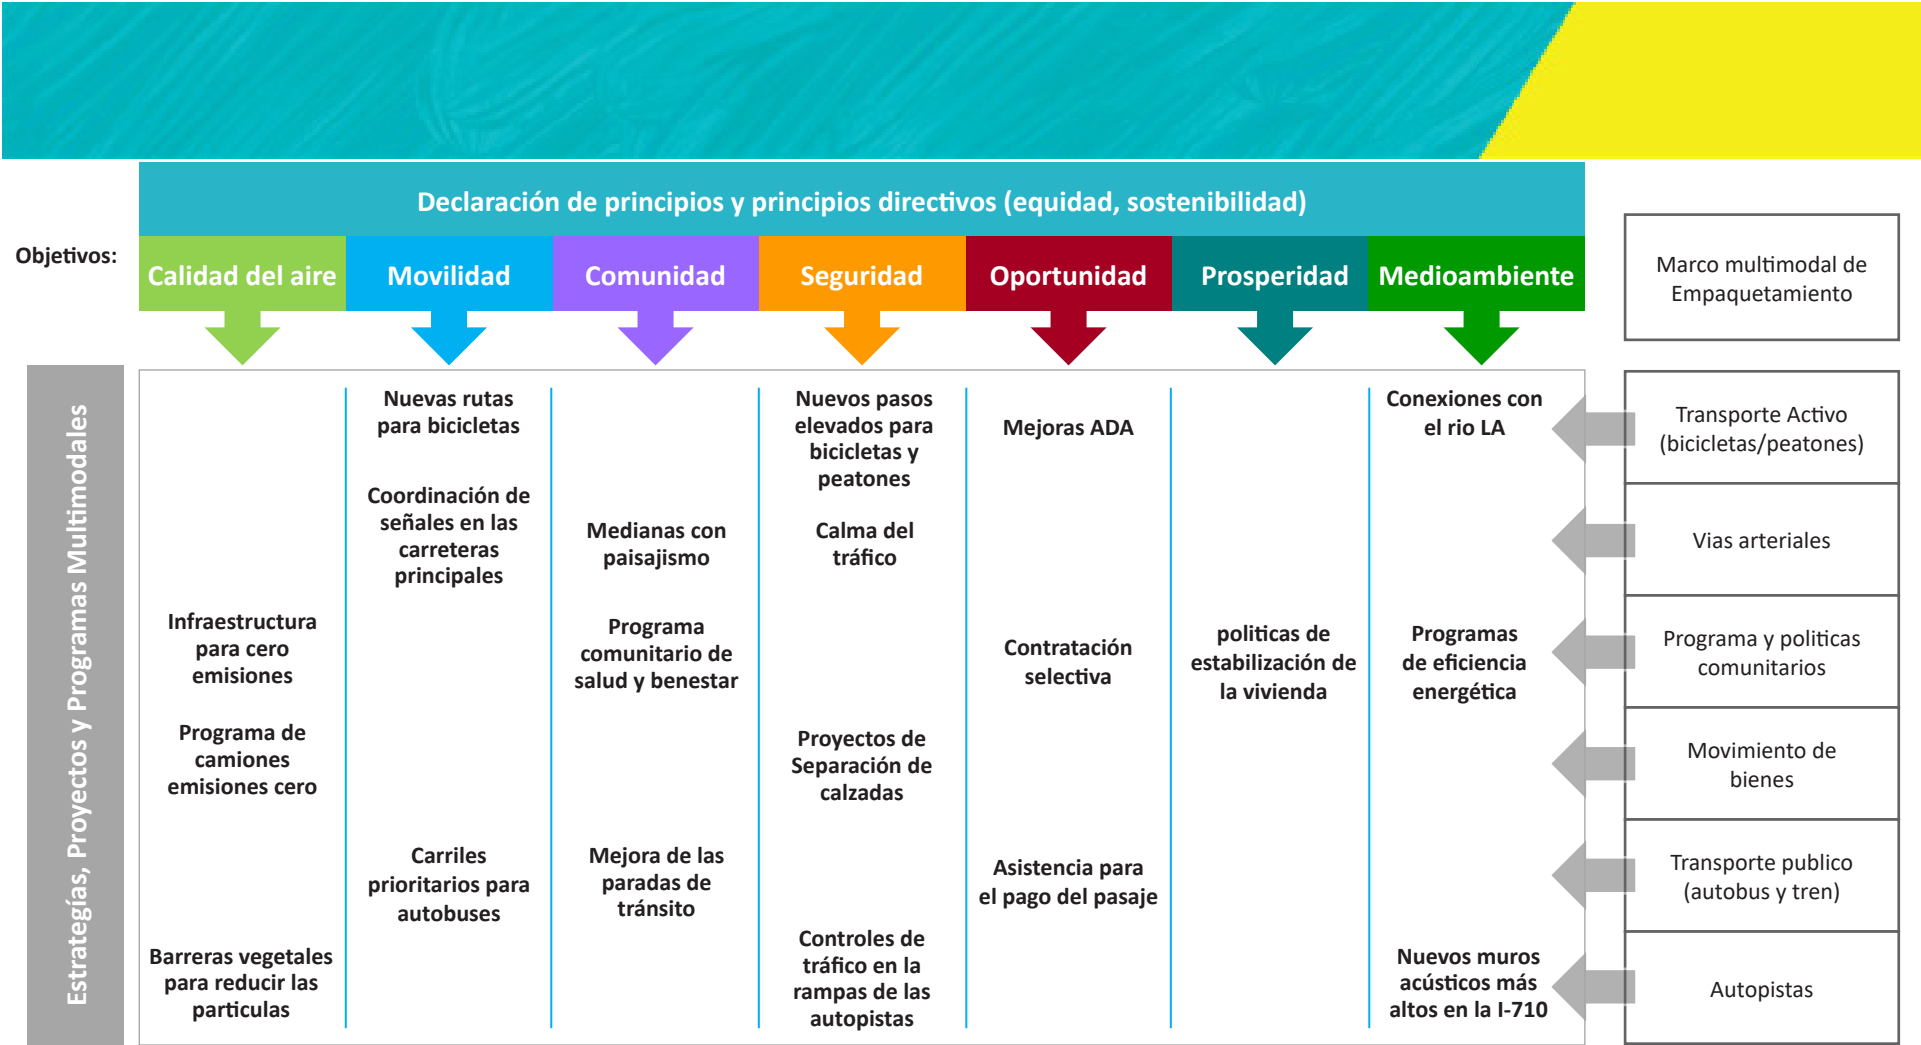 Declaración de principios y principios directivos (equidad, sostenibilidad)
Objetivos:
Calidad del aire
Movilidad
Comunidad
Seguridad
Oportunidad
Prosperidad
Medioambiente
Marco multimodal de
Empaquetamiento
Estrategías, Proyectos y Programas Multimodales
Nuevas rutas
para bicicletas
Nuevos pasos
elevados para
bicicletas y
peatones
Mejoras ADA
Conexiones con
el rio LA
Transporte Activo
(bicicletas/peatones)
Coordinación de
señales en las
carreteras
principales
Medianas con
paisajismo
Calma del
tráfico
Vias arteriales
Infraestructura
para cero
emisiones
Programa
comunitario de
salud y benestar
Contratación
selectiva
politicas de
estabilización de
la vivienda
Programas
de eficiencia
energética
Programa y politicas
comunitarios
Programa de
camiones
emisiones cero
Proyectos de
Separación de
calzadas
Movimiento de
bienes
Carriles
prioritarios para
autobuses
Mejora de las
paradas de
tránsito
Asistencia para
el pago del pasaje
Transporte publico
(autobus y tren)
Barreras vegetales
para reducir las
particulas
Controles de
tráfico en la
rampas de las
autopistas
Nuevos muros
acústicos más
altos en la I-710
Autopistas